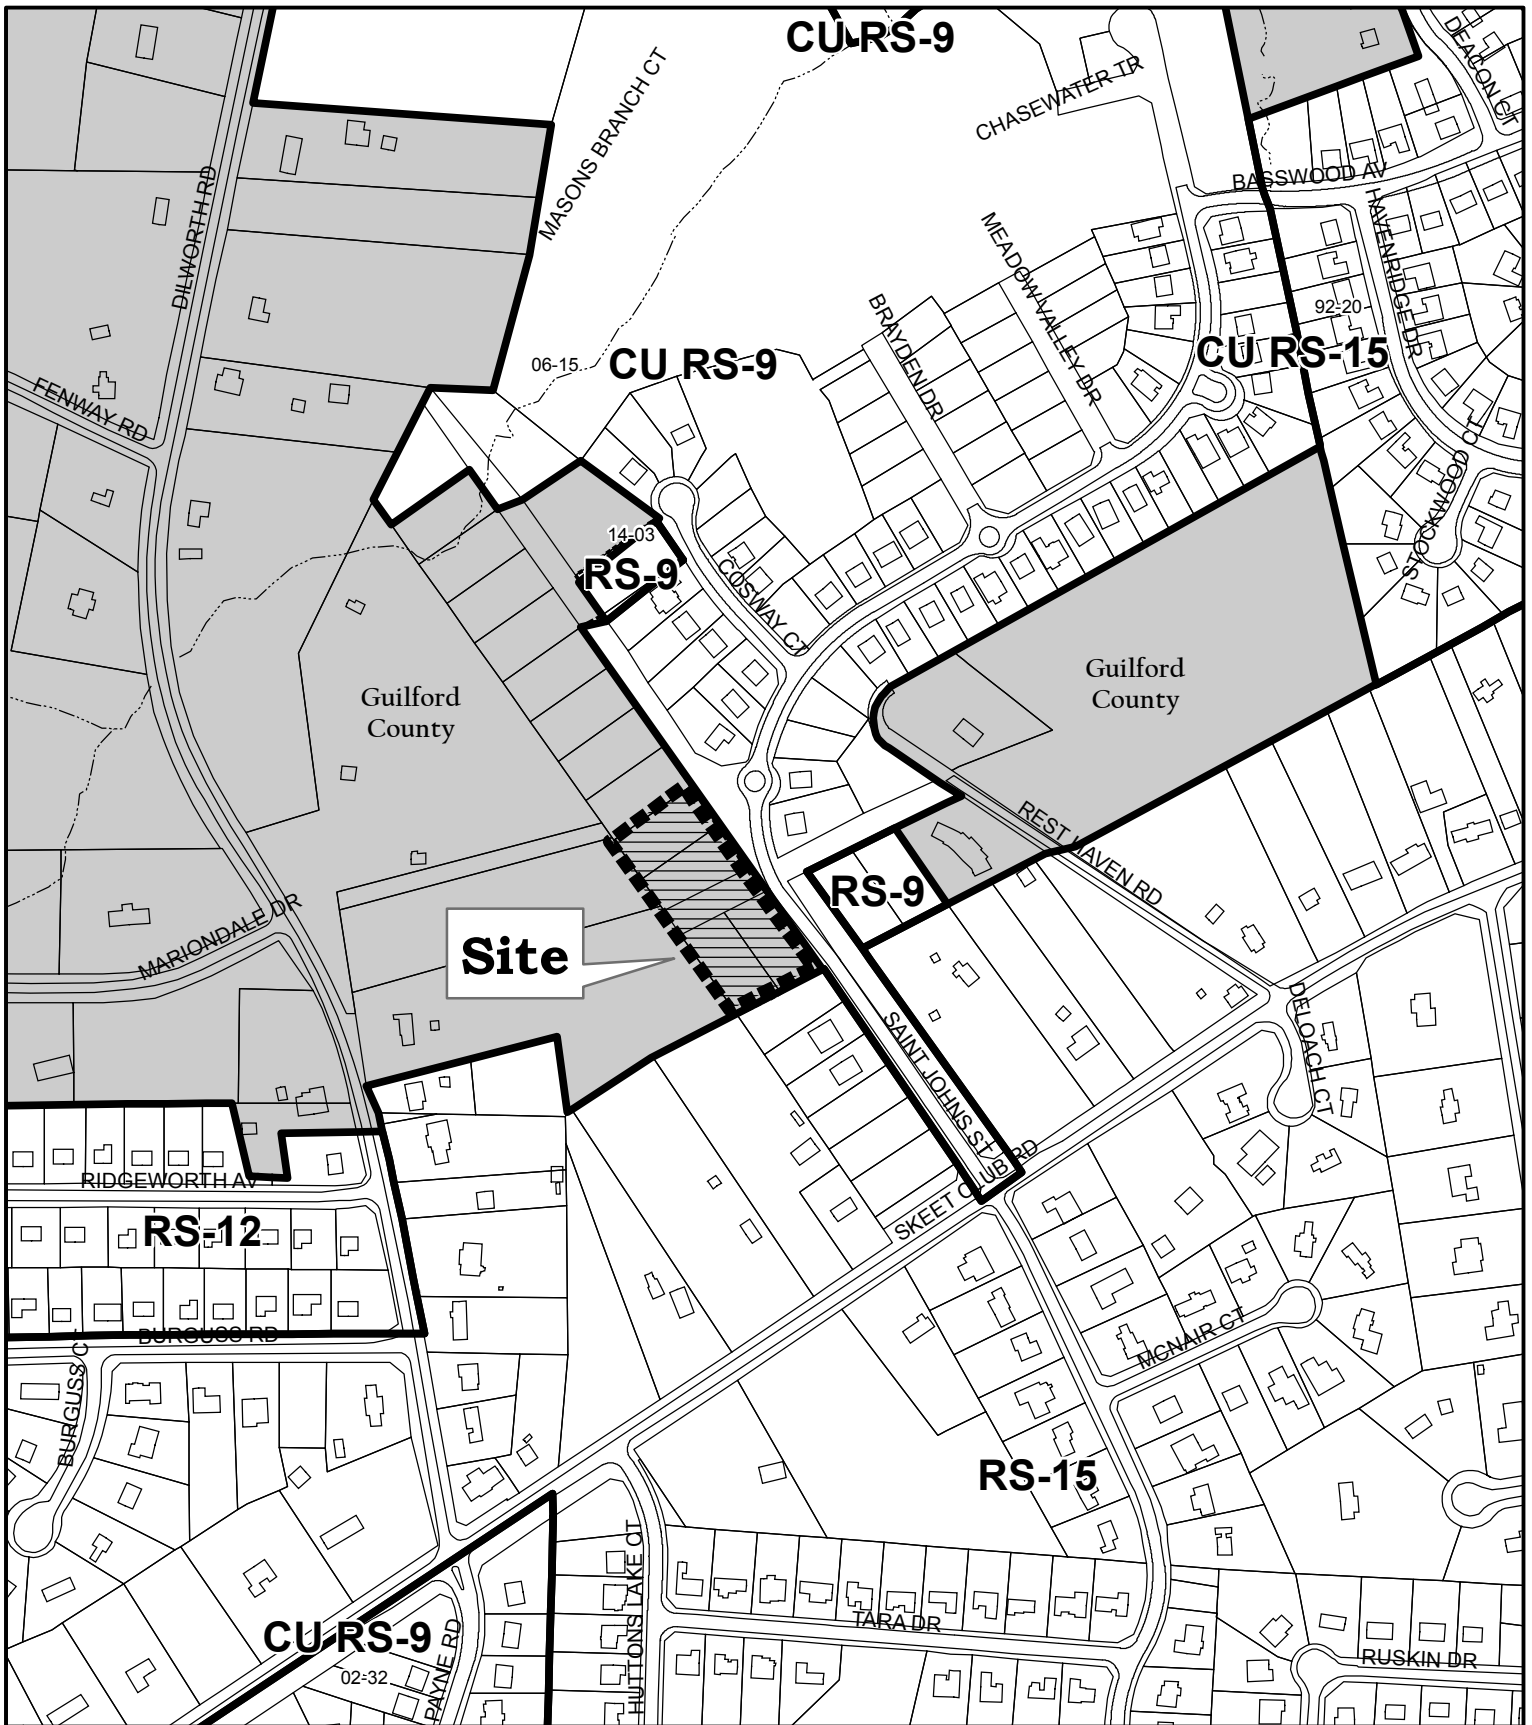 CU RS-9
DEACON CT
MASONS BRANCH CT
CHASEWATER TR
BASSWOOD AV
DILWORTH RD
HAVENRIDGE DR
MEADOW VALLEY DR
BRAYDEN DR
92-20
CU RS-15
06-15
CU RS-9
FENWAY RD
STOCKWOOD CT
14-03
RS-9
COSWAY CT
Guilford
County
Guilford
County
REST HAVEN RD
RS-9
MARIONDALE DR
Site
SAINT JOHNS ST
DELOACH CT
SKEET CLUB RD
RIDGEWORTH AV
RS-12
BURGUSS RD
BURGUSS CT
MCNAIR CT
RS-15
HUTTONS LAKE CT
TARA DR
CU RS-9
02-32
PAYNE RD
RUSKIN DR